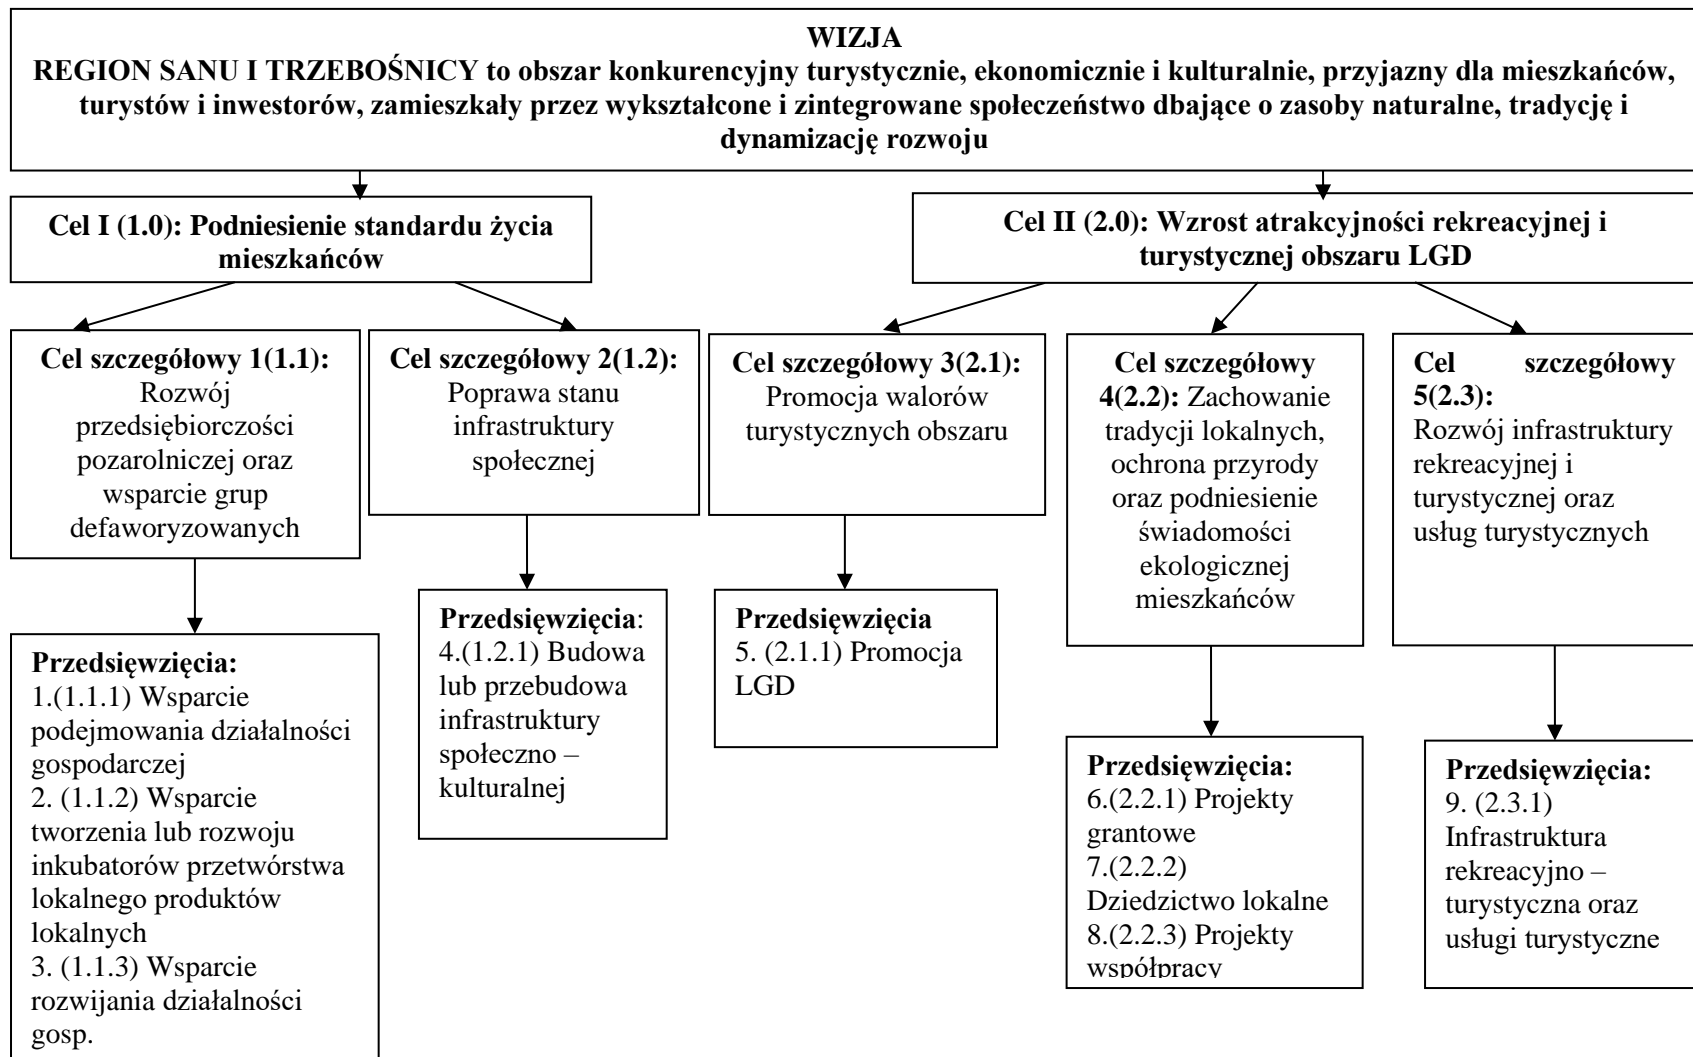 WIZJA
REGION SANU I TRZEBOŚNICY to obszar konkurencyjny turystycznie, ekonomicznie i kulturalnie, przyjazny dla mieszkańców,
turystów i inwestorów, zamieszkały przez wykształcone i zintegrowane społeczeństwo dbające o zasoby naturalne, tradycję i
dynamizację rozwoju
Cel I (1.0): Podniesienie standardu życia
mieszkańców
Cel II (2.0): Wzrost atrakcyjności rekreacyjnej i
turystycznej obszaru LGD
Cel szczegółowy 1(1.1):
Rozwój
przedsiębiorczości
pozarolniczej oraz
wsparcie grup
defaworyzowanych
Cel szczegółowy 2(1.2):
Poprawa stanu
infrastruktury
społecznej
Cel szczegółowy 3(2.1):
Promocja walorów
turystycznych obszaru
Cel szczegółowy
4(2.2): Zachowanie
tradycji lokalnych,
ochrona przyrody
oraz podniesienie
świadomości
ekologicznej
mieszkańców
Cel szczegółowy
5(2.3):
Rozwój infrastruktury
rekreacyjnej i
turystycznej oraz
usług turystycznych
Przedsięwzięcia:
1.(1.1.1) Wsparcie
podejmowania działalności
gospodarczej
2. (1.1.2) Wsparcie
tworzenia lub rozwoju
inkubatorów przetwórstwa
lokalnego produktów
lokalnych
3. (1.1.3) Wsparcie
rozwijania działalności
gosp.
Przedsięwzięcia:
4.(1.2.1) Budowa
lub przebudowa
infrastruktury
społeczno –
kulturalnej
Przedsięwzięcia
5. (2.1.1) Promocja
LGD
Przedsięwzięcia:
6.(2.2.1) Projekty
grantowe
7.(2.2.2)
Dziedzictwo lokalne
8.(2.2.3) Projekty
współpracy
Przedsięwzięcia:
9. (2.3.1)
Infrastruktura
rekreacyjno –
turystyczna oraz
usługi turystyczne